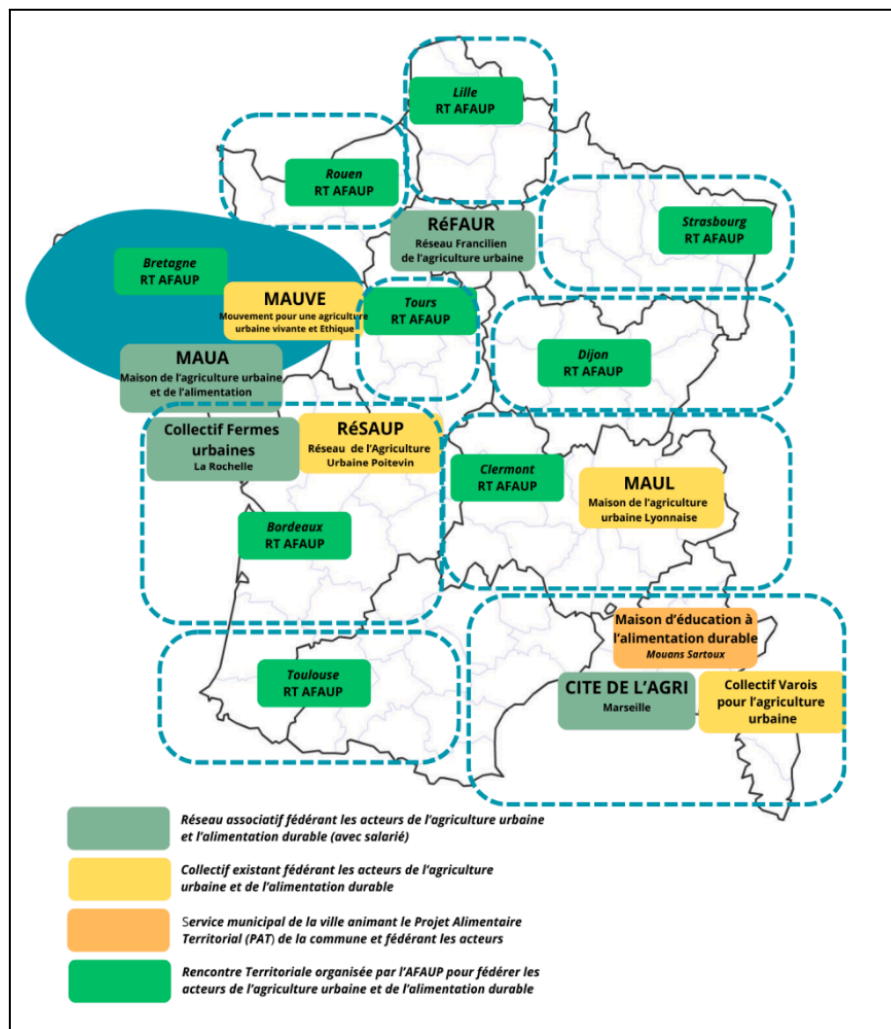 Lille
RT AFAUP
Rouen
RT AFAUP
RéFAUR
Réseau Francilien
de l'agriculture urbaine
Strasbourg
RT AFAUP
Bretagne
RT AFAUP
MAUVE
Mouvement pour une agriculture
urbaine vivante et Ethique
Tours
RT AFAUP
MAUA
Maison de l'agriculture urbaine
et de l'alimentation
Dijon
RT AFAUP
Collectif Fermes
urbaines
La Rochelle
RéSAUP
Réseau de l'Agriculture
Urbaine Poitevin
Clermont
RT AFAUP
MAUL
Maison de l'agriculture
urbaine Lyonnaise
Bordeaux
RT AFAUP
Maison d'éducation à
l'alimentation durable
Mouans Sartoux
Toulouse
RT AFAUP
CITE DE L'AGRI
Marseille
Collectif Varois
pour l'agriculture
urbaine
Réseau associatif fédérant les acteurs de l'agriculture urbaine
et l'alimentation durable (avec salarié)
Collectif existant fédérant les acteurs de l'agriculture
urbaine et de l'alimentation durable
Service municipal de la ville animant le Projet Alimentaire
Territorial (PAT) de la commune et fédérant les acteurs
Rencontre Territoriale organisée par l'AFAUP pour fédérer les
acteurs de l'agriculture urbaine et de l'alimentation durable